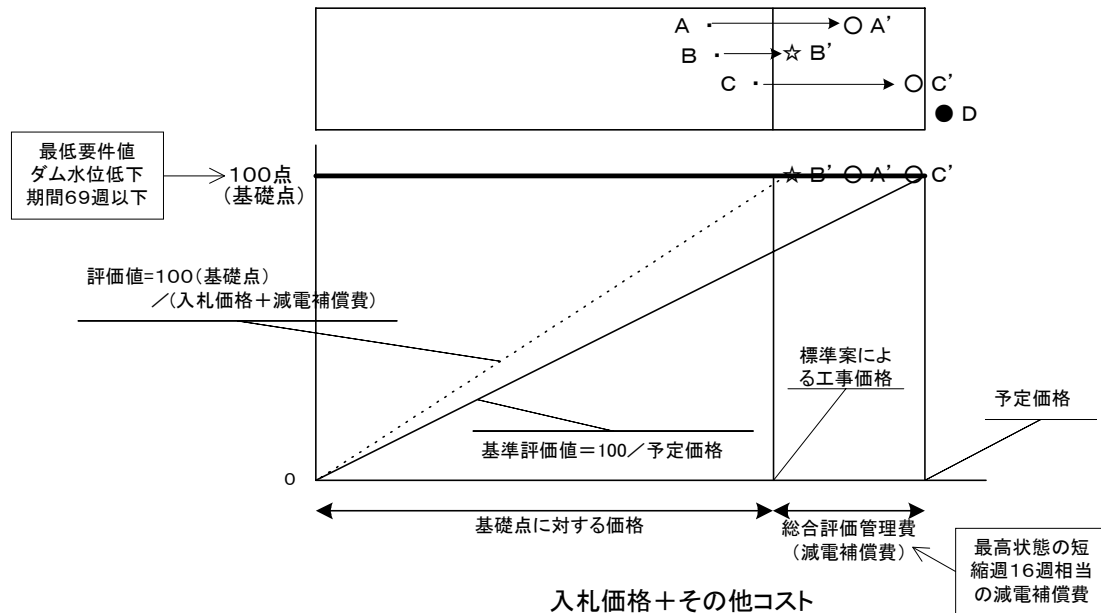 A
A’
B
B’
C
C’
D
最低要件値
ダム水位低下
期間69週以下
100点
(基礎点)
B’
A’
C’
評価値=100(基礎点)
/(入札価格+減電補償費)
標準案によ
る工事価格
予定価格
基準評価値=100/予定価格
0
基礎点に対する価格
総合評価管理費
(減電補償費)
最高状態の短
縮週16週相当
の減電補償費
入札価格+その他コスト